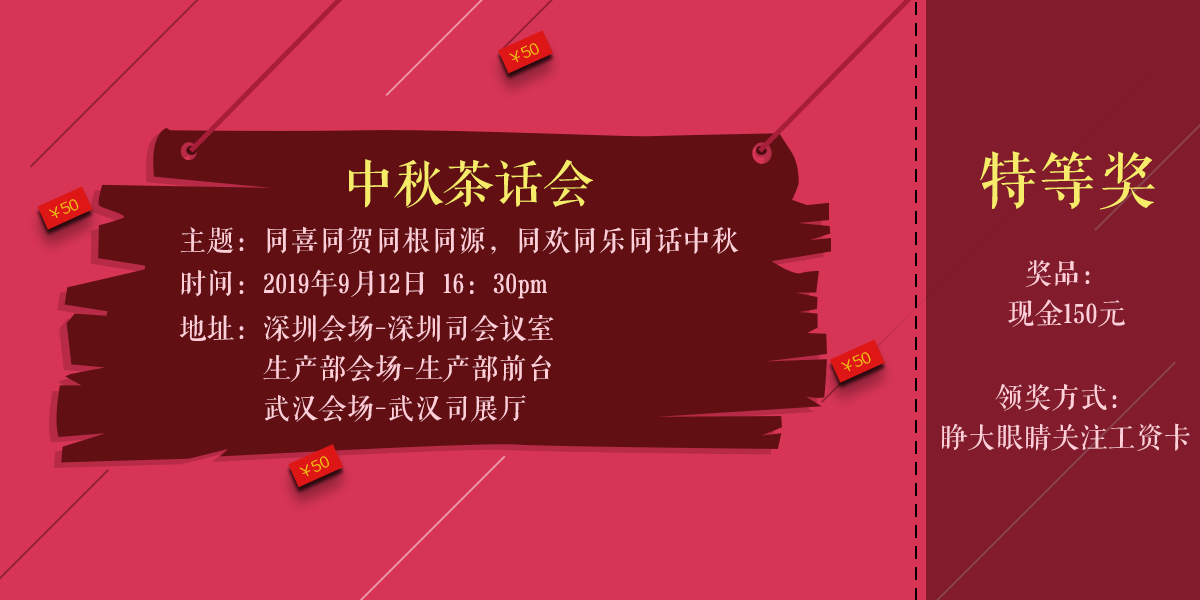 ¥50
¥50
中秋茶话会
主题：同喜同贺同根同源，同欢同乐同话中秋
时间：2019年9月12日 16：30pm
地址：深圳会场-深圳司会议室
生产部会场-生产部前台
武汉会场-武汉司展厅
¥50
¥50
特等奖
奖品：
现金150元
领奖方式：
睁大眼睛关注工资卡